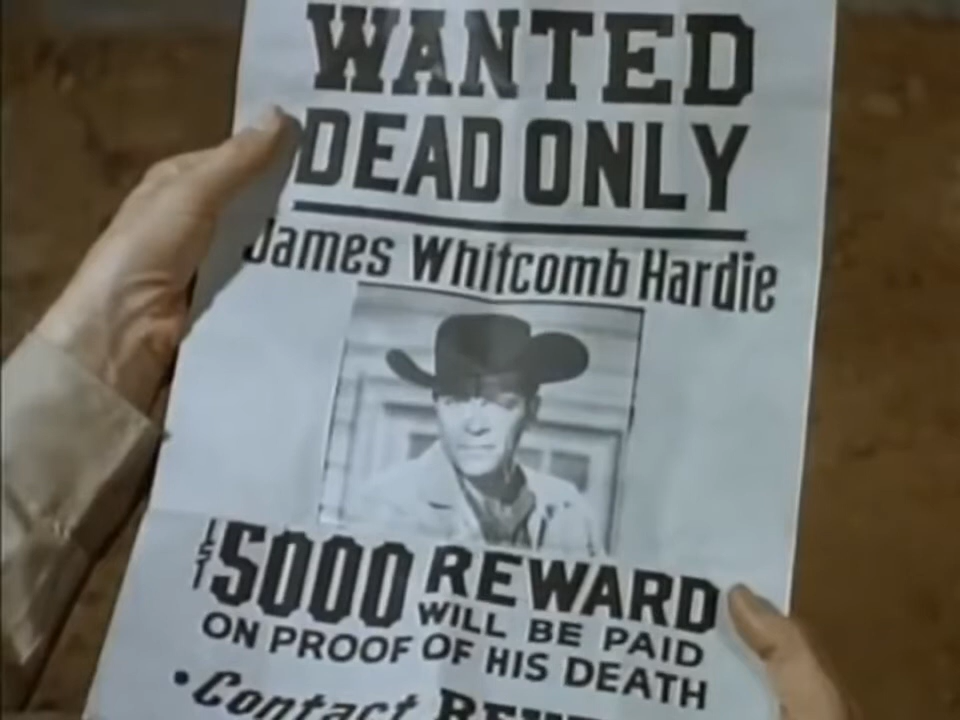 WANTED
DEAD ONLY
James Whitcomb Hardie
$5000 REWARD
WILL BE PAID
ON PROOF OF HIS DEATH
• Contact